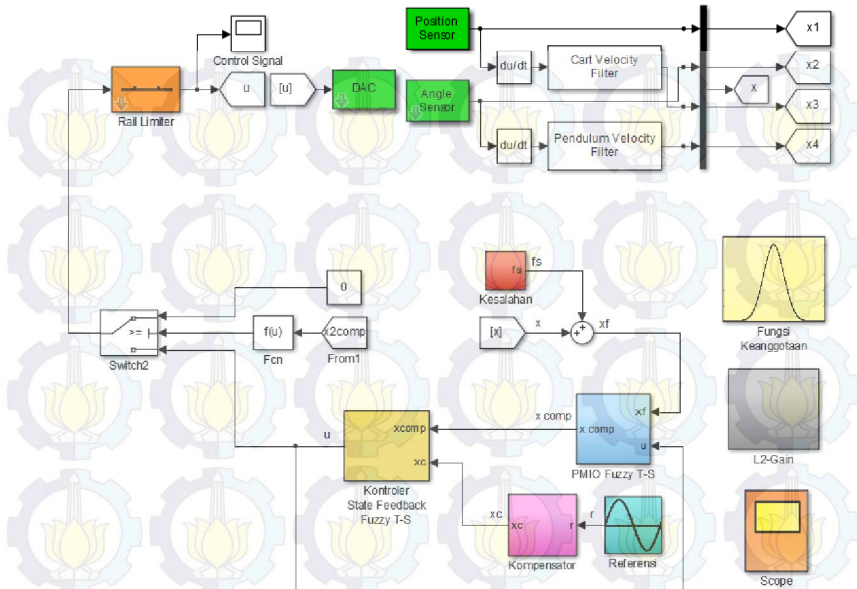 Control Signal
Rail Limiter
u
[u]
DAC
Position
Sensor
Angle
Sensor
du/dt
Cart Velocity
Filter
du/dt
Pendulum Velocity
Filter
x1
x2
x
x3
x4
0
>=
Switch2
f(u)
Fcn
x2comp
From1
fs
fs
Kesalahan
[x]
x
++
xf
Fungsi
Keanggotaan
L2-Gain
Scope
u
xcomp
xc
Kontroler
State Feedback
Fuzzy T-S
x comp
x comp
xf
u
PMIO Fuzzy T-S
xc
xc
r
Kompensator
r
Referensi